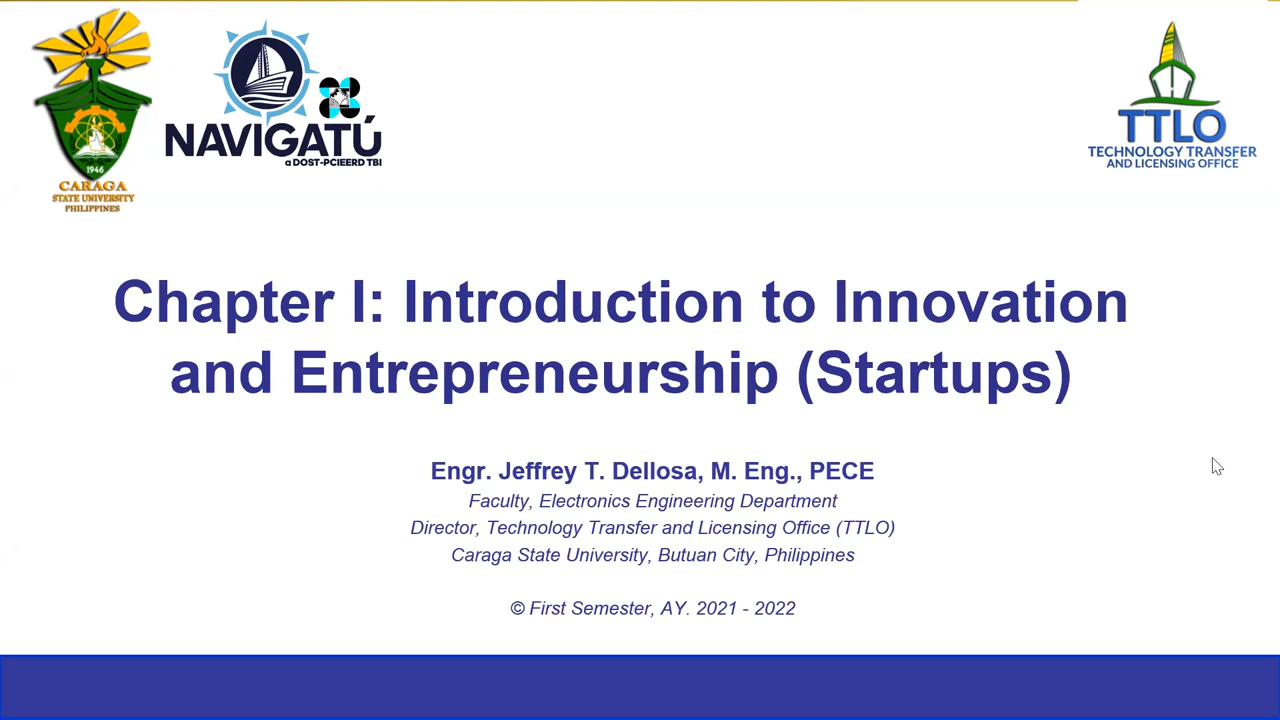 1946
CARAGA
STATE UNIVERSITY
PHILIPPINES
NAVIGATÚ
a DOST-PCIEERD TBI
TTLO
TECHNOLOGY TRANSFER
AND LICENSING OFFICE
Chapter I: Introduction to Innovation
and Entrepreneurship (Startups)
Engr. Jeffrey T. Dellosa, M. Eng., PECE
Faculty, Electronics Engineering Department
Director, Technology Transfer and Licensing Office (TTLO)
Caraga State University, Butuan City, Philippines
© First Semester, AY. 2021 - 2022